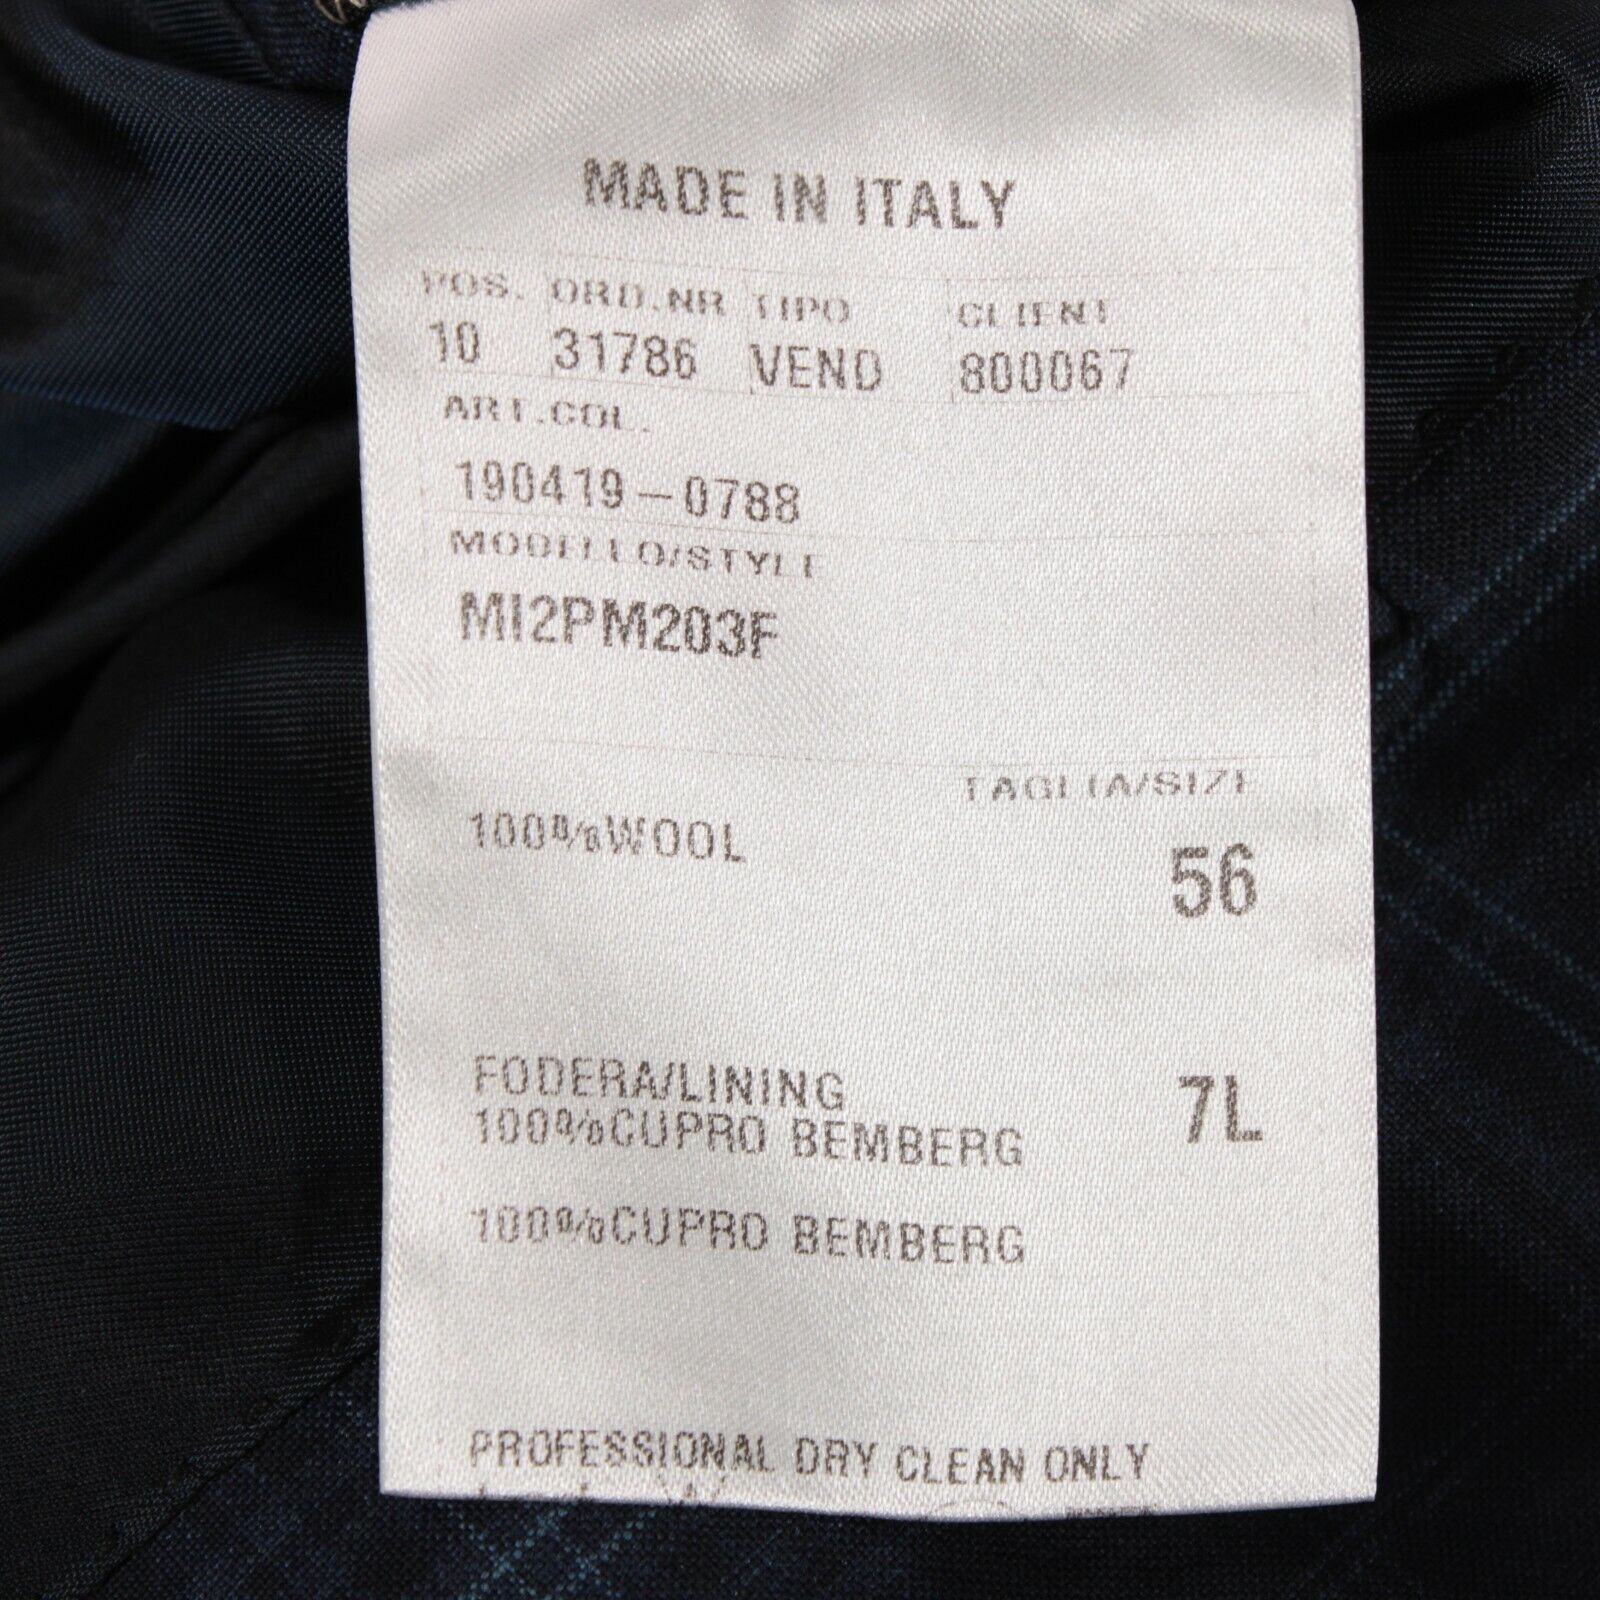 MADE IN ITALY
POS. ORD.NR TIPO CLIENT
10 31786 VEND 800067
ART.COL.
190419-0788
MODELLO/STYLE
MI2PM203F
TAGLIA/SIZE
100%WOOL
56
FODERA/LINING
7L
100%CUPRO BEMBERG
100%CUPRO BEMBERG
PROFESSIONAL DRY CLEAN ONLY